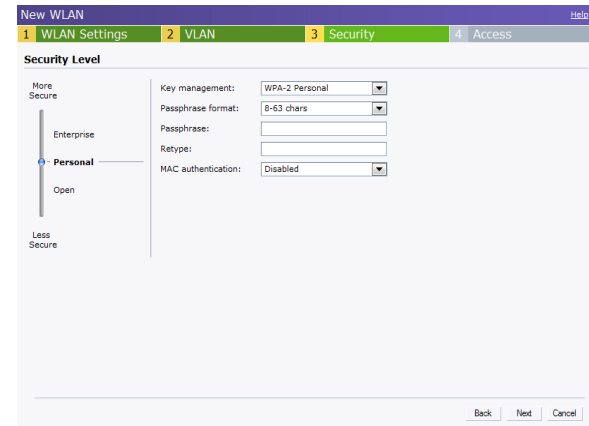 New WLAN
Help
1 WLAN Settings 2 VLAN 3 Security 4 Access
Security Level
More
Secure
Enterprise
Personal
Open
Less
Secure
Key management: WPA-2 Personal
Passphrase format: 8-63 chars
Passphrase:
Retype:
MAC authentication: Disabled
Back Next Cancel